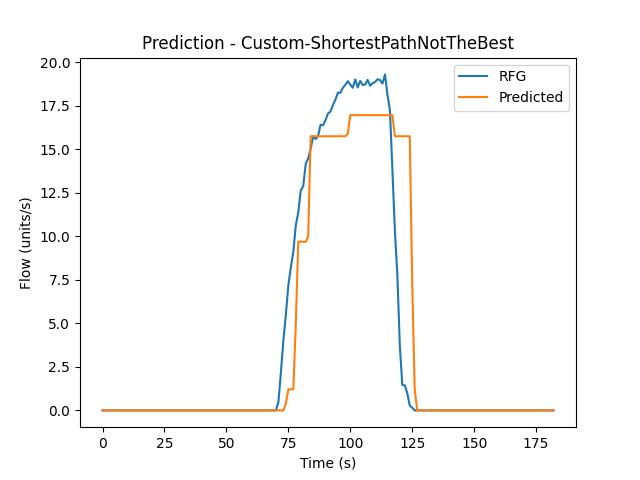 Prediction - Custom-ShortestPathNotTheBest
RFG
Predicted
Flow (units/s)
20.0
17.5
15.0
12.5
10.0
7.5
5.0
2.5
0.0
0 25 50 75 100 125 150 175
Time (s)